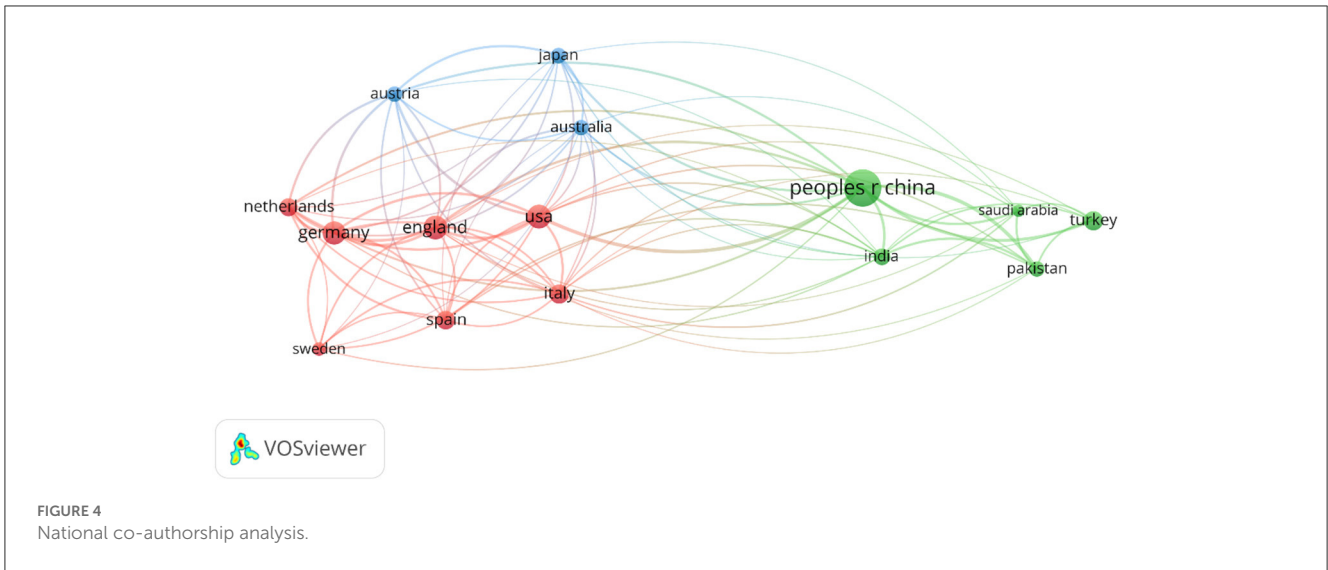 japan
austria
australia
peoples r china
netherlands
usa
saudi arabia
turkey
germany
england
india
pakistan
italy
spain
sweden
VOSviewer
FIGURE 4
National co-authorship analysis.